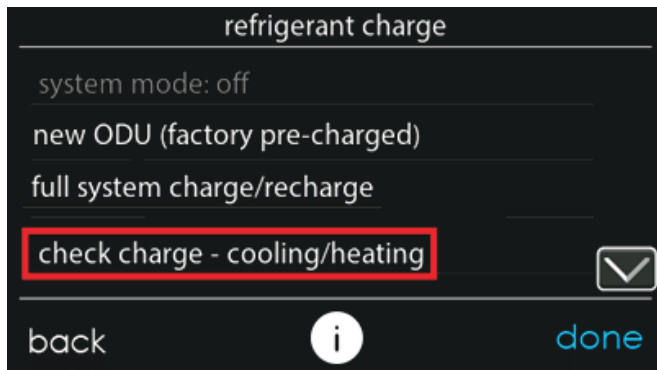 refrigerant charge
system mode: off
new ODU (factory pre-charged)
full system charge/recharge
check charge - cooling/heating
back i done